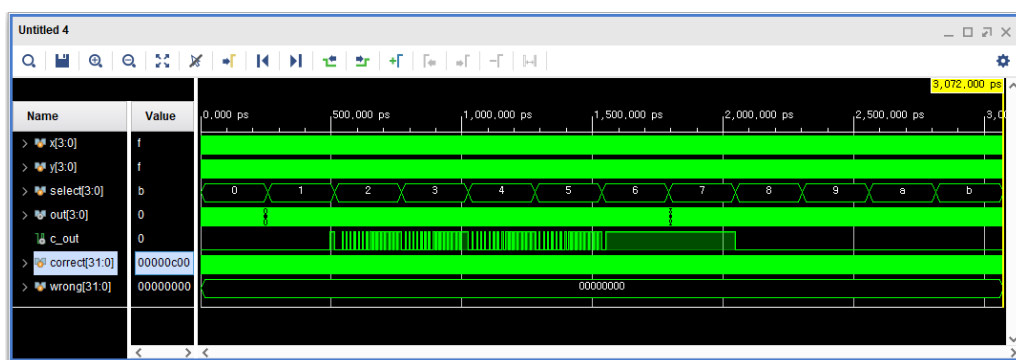 Untitled 4
3,072,000 ps
Name Value 0.000 ps 500,000 ps 1,000,000 ps 1,500,000 ps 2,000,000 ps 2,500,000 ps 3,0
x[3:0] f
y[3:0] f
select[3:0] b 0 1 2 3 4 5 6 7 8 9 a b
out[3:0] 0
c_out 0
correct[31:0] 00000c00
wrong[31:0] 00000000 00000000